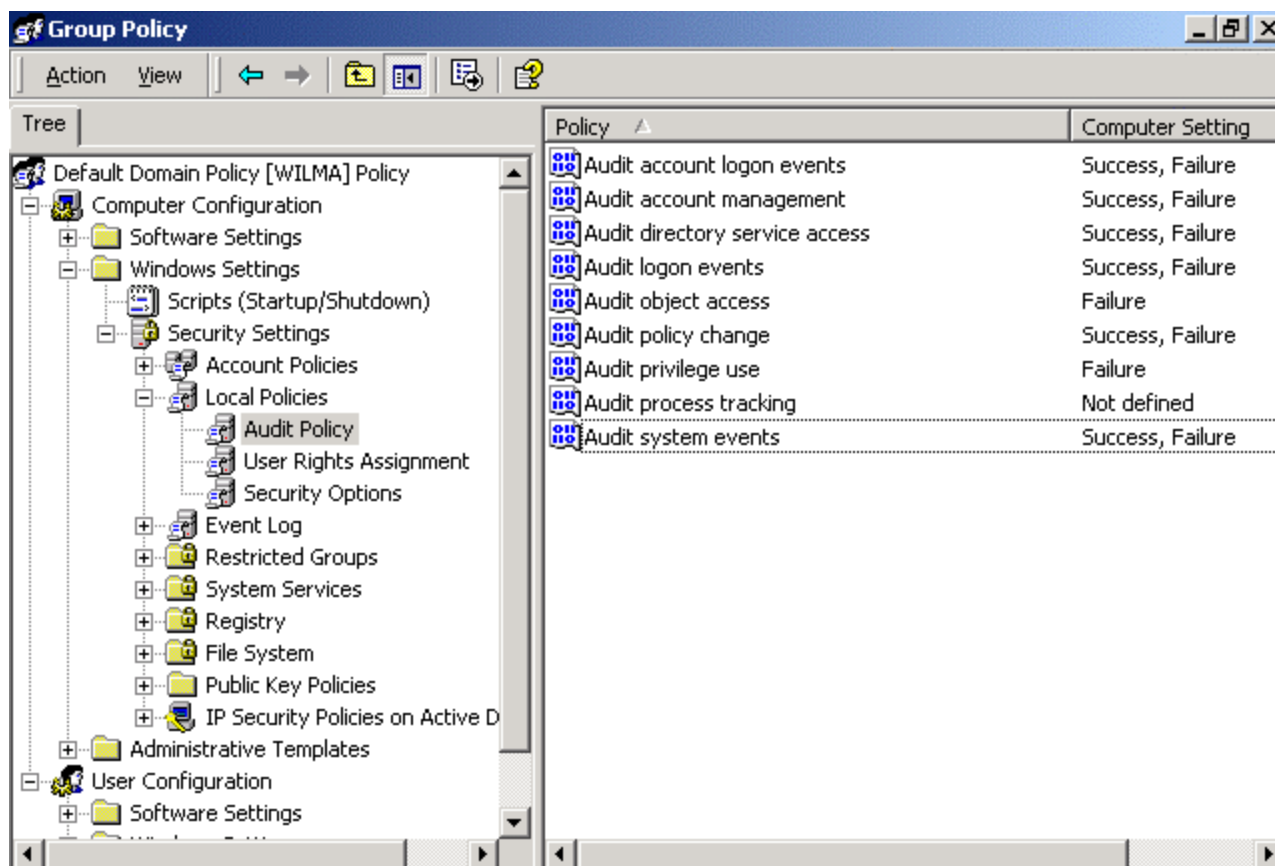 Group Policy
Action View
Tree
Default Domain Policy [WILMA] Policy
Computer Configuration
Software Settings
Windows Settings
Scripts (Startup/Shutdown)
Security Settings
Account Policies
Local Policies
Audit Policy
User Rights Assignment
Security Options
Event Log
Restricted Groups
System Services
Registry
File System
Public Key Policies
IP Security Policies on Active D
Administrative Templates
User Configuration
Software Settings
Policy Computer Setting
Audit account logon events Success, Failure
Audit account management Success, Failure
Audit directory service access Success, Failure
Audit logon events Success, Failure
Audit object access Failure
Audit policy change Success, Failure
Audit privilege use Failure
Audit process tracking Not defined
Audit system events Success, Failure